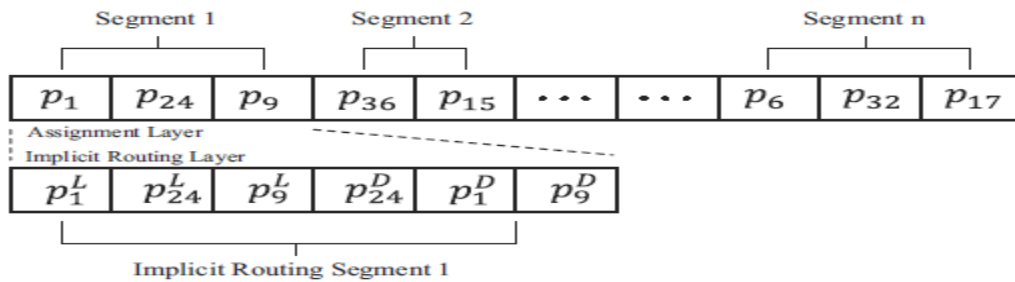 Segment 1 Segment 2 Segment n
p₁ p₂₄ p₉ p₃₆ p₁₅ ••• ••• p₆ p₃₂ p₁₇
Assignment Layer
Implicit Routing Layer
p₁ᴸ p₂₄ᴸ p₉ᴸ p₂₄ᴰ p₁ᴰ p₉ᴰ
Implicit Routing Segment 1